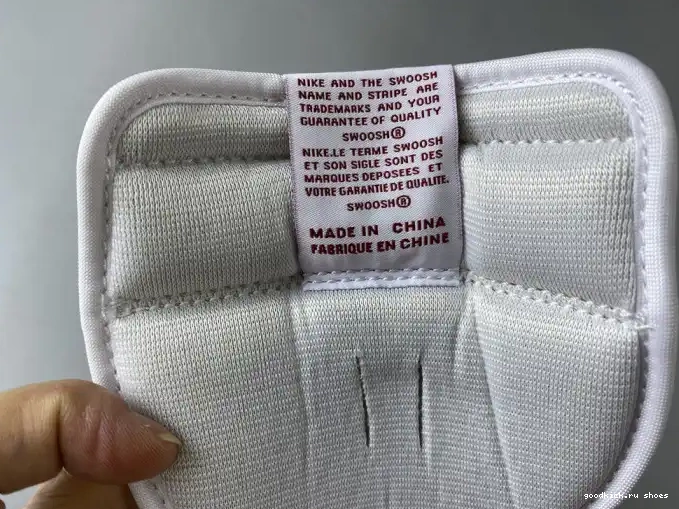 NIKE AND THE SWOOSH
NAME AND STRIPE ARE
TRADEMARKS AND YOUR
GUARANTEE OF QUALITY
SWOOSH®
NIKE.LE TERME SWOOSH
ET SON SIGLE SONT DES
MARQUES DEPOSEES ET
VOTRE GARANTIE DE QUALITE.
SWOOSH®
MADE IN CHINA
FABRIQUE EN CHINE
shoes